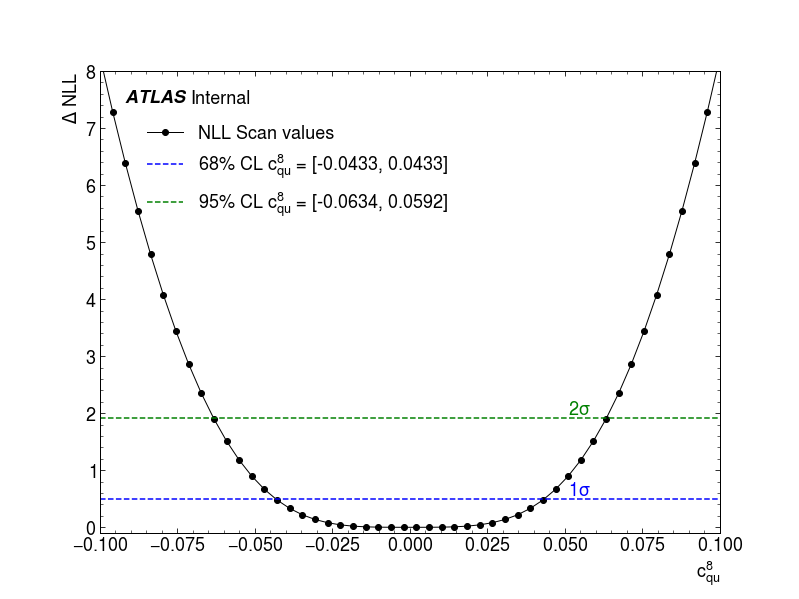 8
Δ NLL
ATLAS Internal
7
NLL Scan values
68% CL c⁸qu = [-0.0433, 0.0433]
6
95% CL c⁸qu = [-0.0634, 0.0592]
5
4
3
2
2σ
1
1σ
0
−0.100 −0.075 −0.050 −0.025 0.000 0.025 0.050 0.075 0.100
c⁸qu